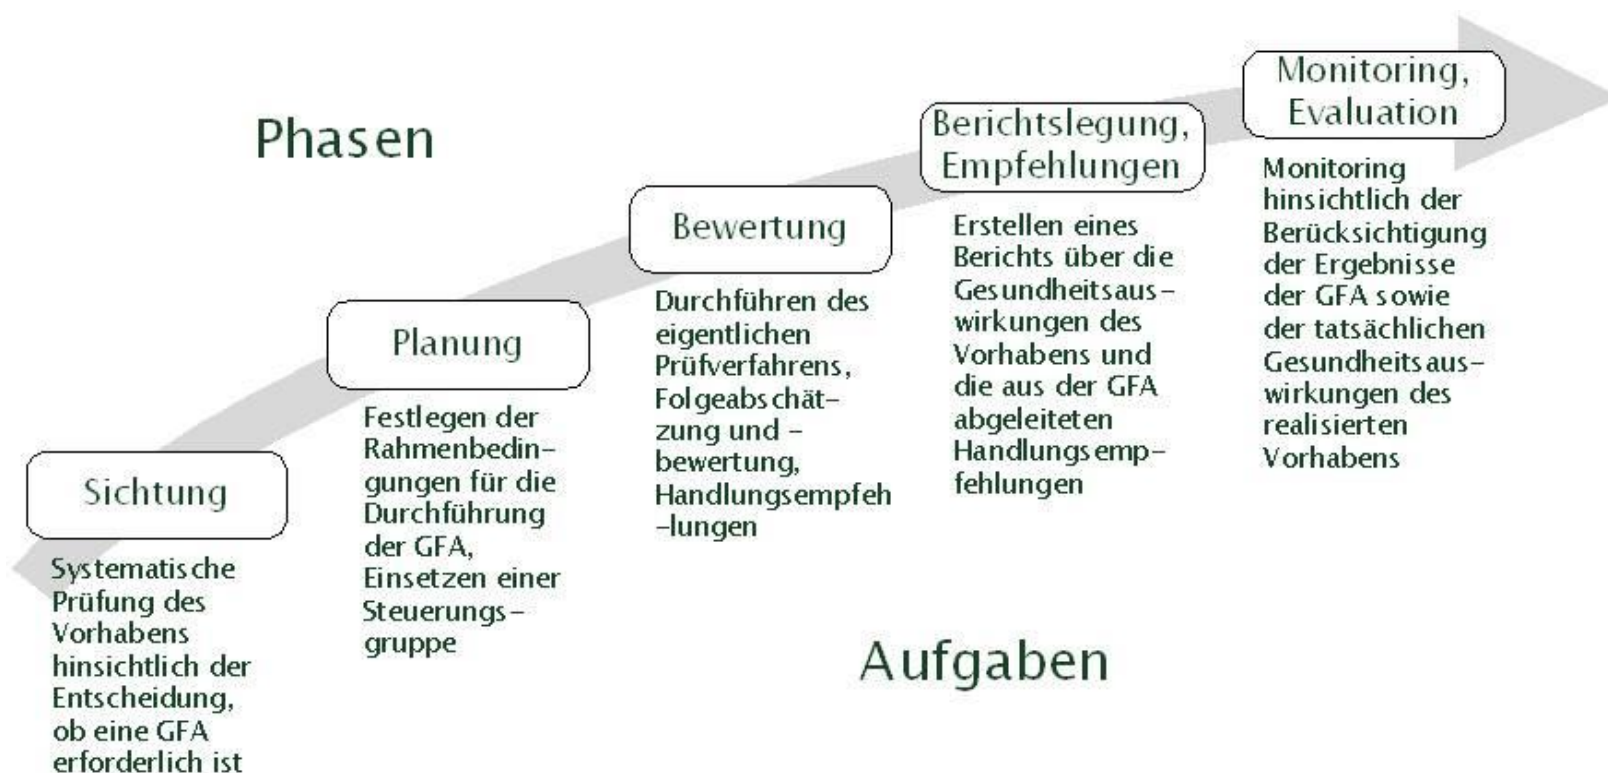 Phasen
Sichtung
Systematische
Prüfung des
Vorhabens
hinsichtlich der
Entscheidung,
ob eine GFA
erforderlich ist
Planung
Festlegen der
Rahmenbedin-
gungen für die
Durchführung
der GFA,
Einsetzen einer
Steuerungs-
gruppe
Bewertung
Durchführen des
eigentlichen
Prüfverfahrens,
Folgeabschät-
zung und -
bewertung,
Handlungsempfeh
-lungen
Berichtslegung,
Empfehlungen
Erstellen eines
Berichts über die
Gesundheitsaus-
wirkungen des
Vorhabens und
die aus der GFA
abgeleiteten
Handlungsemp-
fehlungen
Monitoring,
Evaluation
Monitoring
hinsichtlich der
Berücksichtigung
der Ergebnisse
der GFA sowie
der tatsächlichen
Gesundheitsaus-
wirkungen des
realisierten
Vorhabens
Aufgaben